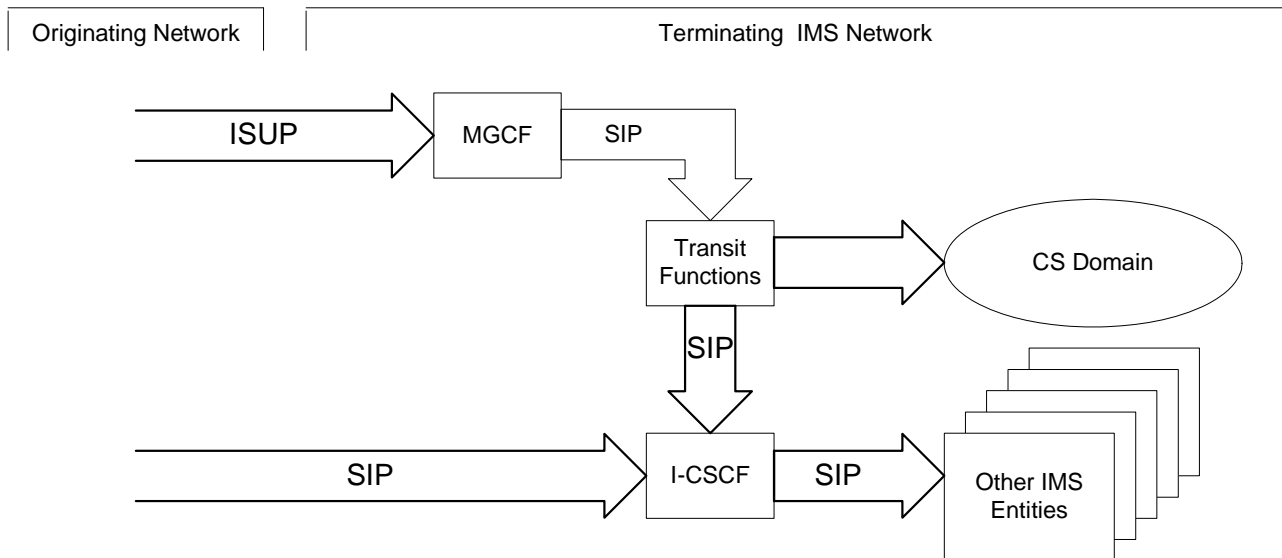 Originating Network
Terminating IMS Network
ISUP
MGCF
SIP
Transit
Functions
CS Domain
SIP
SIP
I-CSCF
SIP
Other IMS
Entities